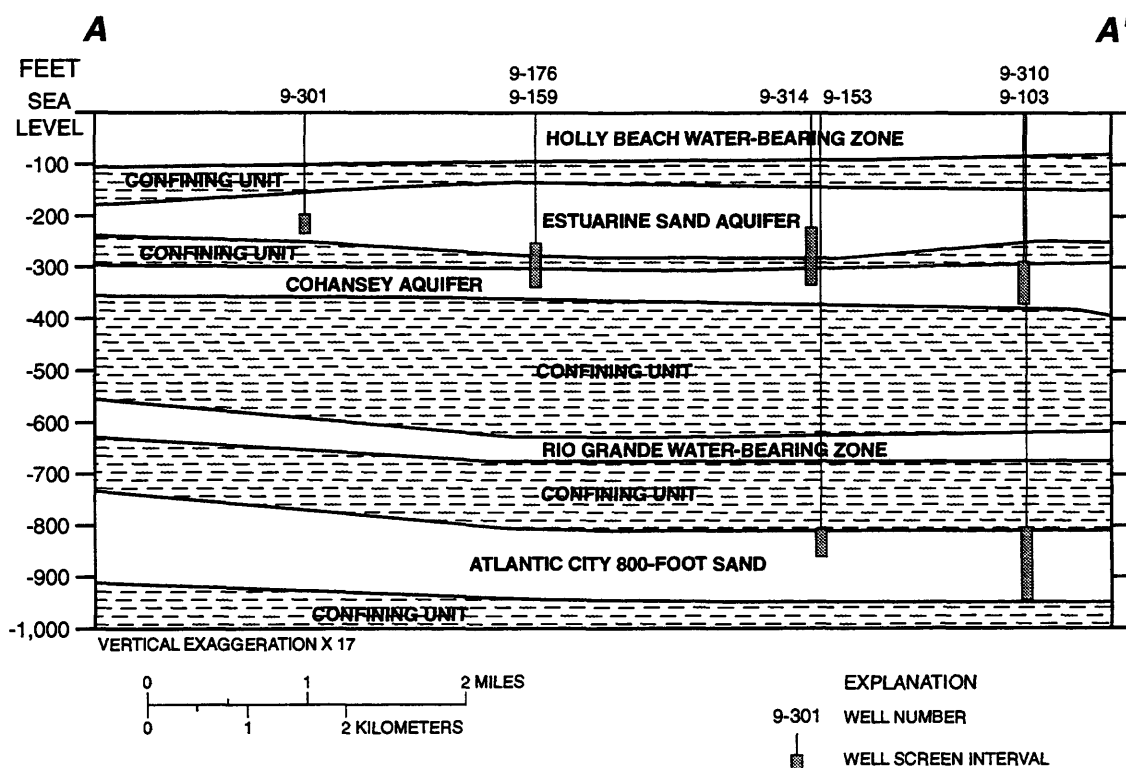 A A'
FEET
9-176 9-310
9-301 9-159 9-314 9-153 9-103
SEA
LEVEL
HOLLY BEACH WATER-BEARING ZONE
-100
CONFINING UNIT
-200
ESTUARINE SAND AQUIFER
CONFINING UNIT
-300
COHANSEY AQUIFER
-400
-500
CONFINING UNIT
-600
RIO GRANDE WATER-BEARING ZONE
-700
CONFINING UNIT
-800
ATLANTIC CITY 800-FOOT SAND
-900
CONFINING UNIT
-1,000
VERTICAL EXAGGERATION X 17
0 1 2 MILES
0 1 2 KILOMETERS
EXPLANATION
9-301 WELL NUMBER
WELL SCREEN INTERVAL